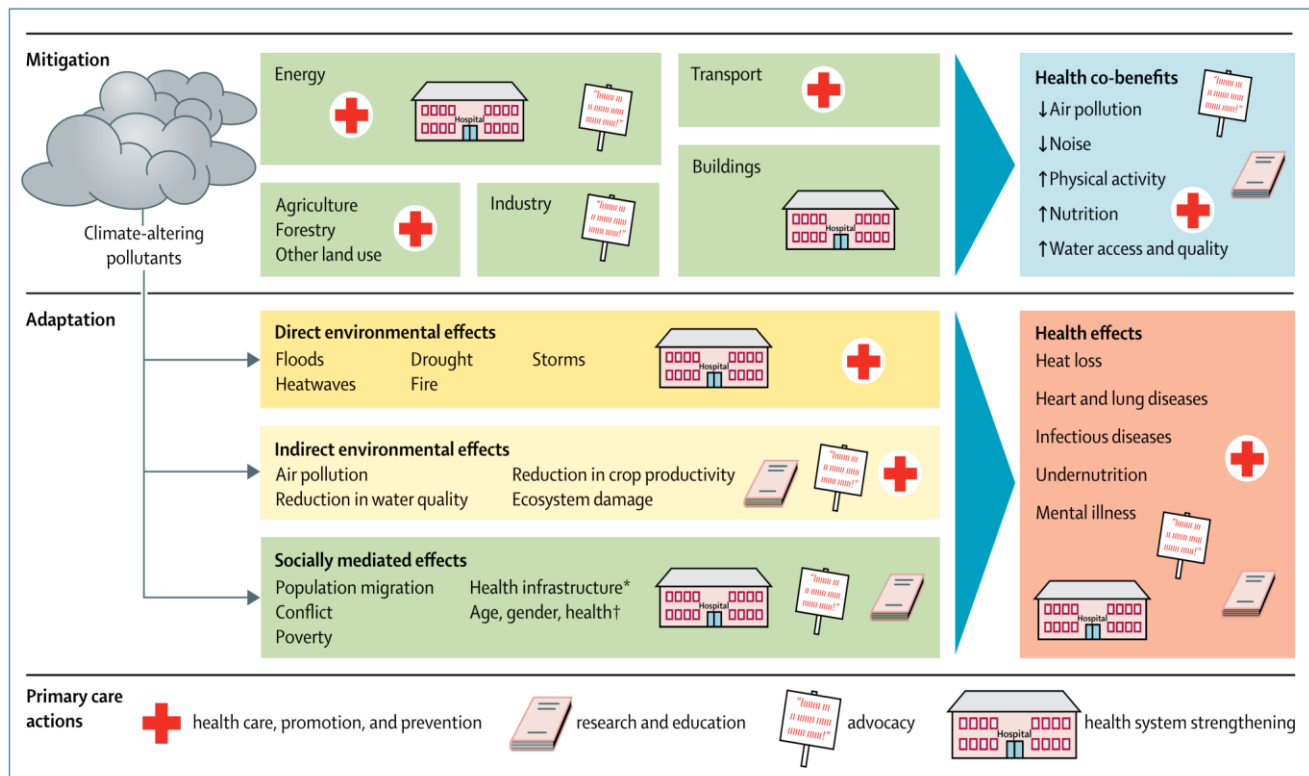 Mitigation
Climate-altering
pollutants
Energy
Hospital
Transport
Agriculture
Forestry
Other land use
Industry
Buildings
Hospital
Health co-benefits
↓Air pollution
↓Noise
↑Physical activity
↑Nutrition
↑Water access and quality
Adaptation
Direct environmental effects
Floods Drought Storms
Heatwaves Fire
Hospital
Indirect environmental effects
Air pollution Reduction in crop productivity
Reduction in water quality Ecosystem damage
Socially mediated effects
Population migration Health infrastructure*
Conflict Age, gender, health†
Poverty
Hospital
Health effects
Heat loss
Heart and lung diseases
Infectious diseases
Undernutrition
Mental illness
Hospital
Primary care
actions
health care, promotion, and prevention
research and education
advocacy
Hospital
health system strengthening